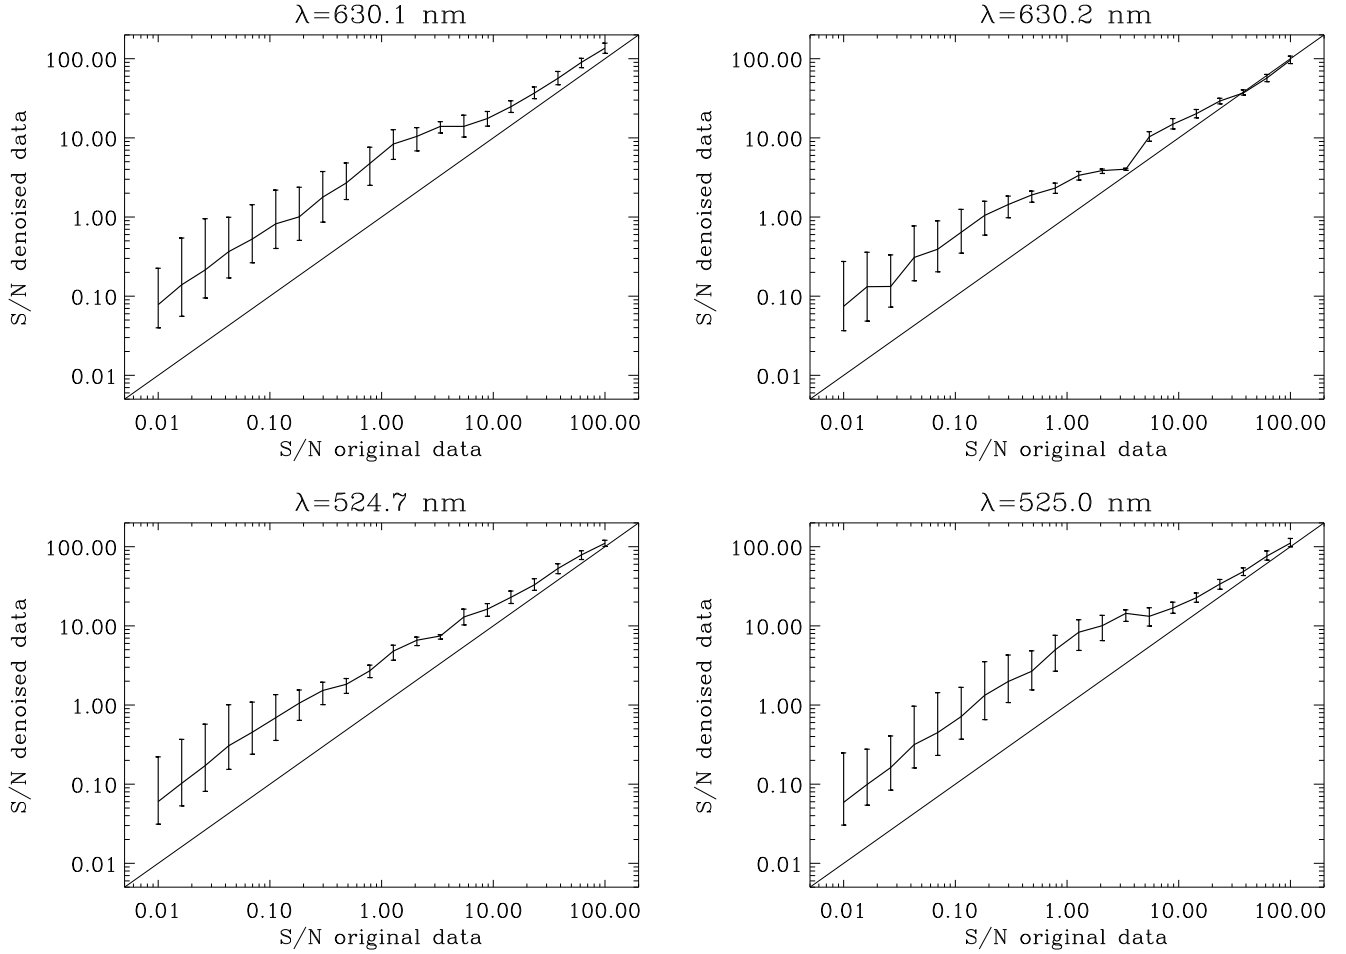 λ=630.1 nm
S/N denoised data
100.00
10.00
1.00
0.10
0.01
0.01 0.10 1.00 10.00 100.00
S/N original data
λ=630.2 nm
S/N denoised data
100.00
10.00
1.00
0.10
0.01
0.01 0.10 1.00 10.00 100.00
S/N original data
λ=524.7 nm
S/N denoised data
100.00
10.00
1.00
0.10
0.01
0.01 0.10 1.00 10.00 100.00
S/N original data
λ=525.0 nm
S/N denoised data
100.00
10.00
1.00
0.10
0.01
0.01 0.10 1.00 10.00 100.00
S/N original data